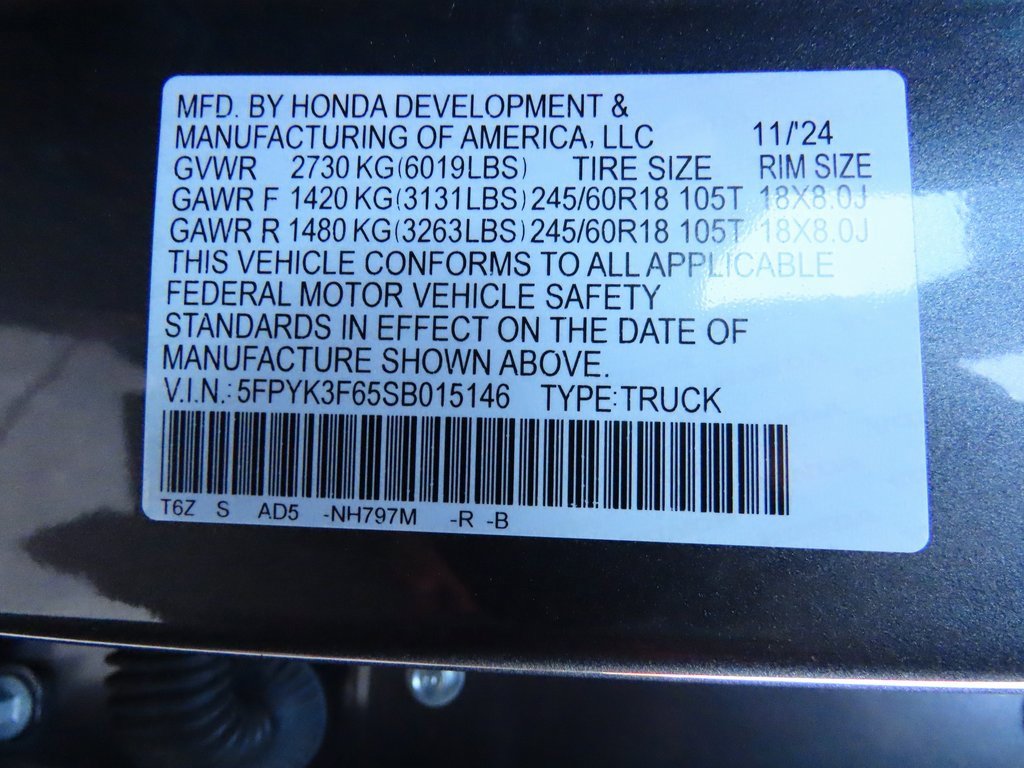 MFD. BY HONDA DEVELOPMENT &
MANUFACTURING OF AMERICA, LLC 11/'24
GVWR 2730 KG(6019LBS) TIRE SIZE RIM SIZE
GAWR F 1420 KG(3131LBS) 245/60R18 105T 18X8.0J
GAWR R 1480 KG(3263LBS) 245/60R18 105T 18X8.0J
THIS VEHICLE CONFORMS TO ALL APPLICABLE
FEDERAL MOTOR VEHICLE SAFETY
STANDARDS IN EFFECT ON THE DATE OF
MANUFACTURE SHOWN ABOVE.
V.I.N.: 5FPYK3F65SB015146 TYPE:TRUCK
T6Z S AD5 -NH797M -R -B